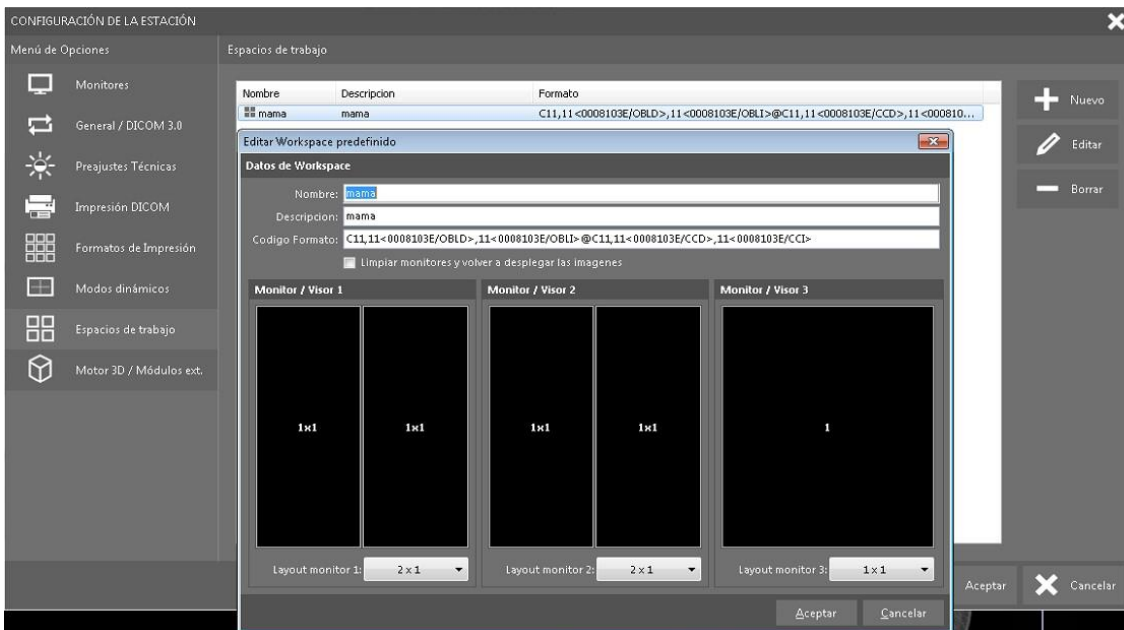 CONFIGURACIÓN DE LA ESTACIÓN
Menú de Opciones
Espacios de trabajo
Monitores
General / DICOM 3.0
Preajustes Técnicas
Impresión DICOM
Formatos de Impresión
Modos dinámicos
Espacios de trabajo
Motor 3D / Módulos ext.
Nombre Descripcion Formato
mama mama C11,11<0008103E/OBLD>,11<0008103E/OBLI>@C11,11<0008103E/CCD>,11<000810...
Nuevo
Editar
Borrar
Editar Workspace predefinido
Datos de Workspace
Nombre: mama
Descripcion: mama
Codigo Formato: C11,11<0008103E/OBLD>,11<0008103E/OBLI>@C11,11<0008103E/CCD>,11<0008103E/CCI>
Limpiar monitores y volver a desplegar las imagenes
Monitor / Visor 1 Monitor / Visor 2 Monitor / Visor 3
1x1 1x1 1x1 1x1 1
Layout monitor 1: 2 x 1 Layout monitor 2: 2 x 1 Layout monitor 3: 1 x 1
Aceptar Cancelar
Aceptar Cancelar